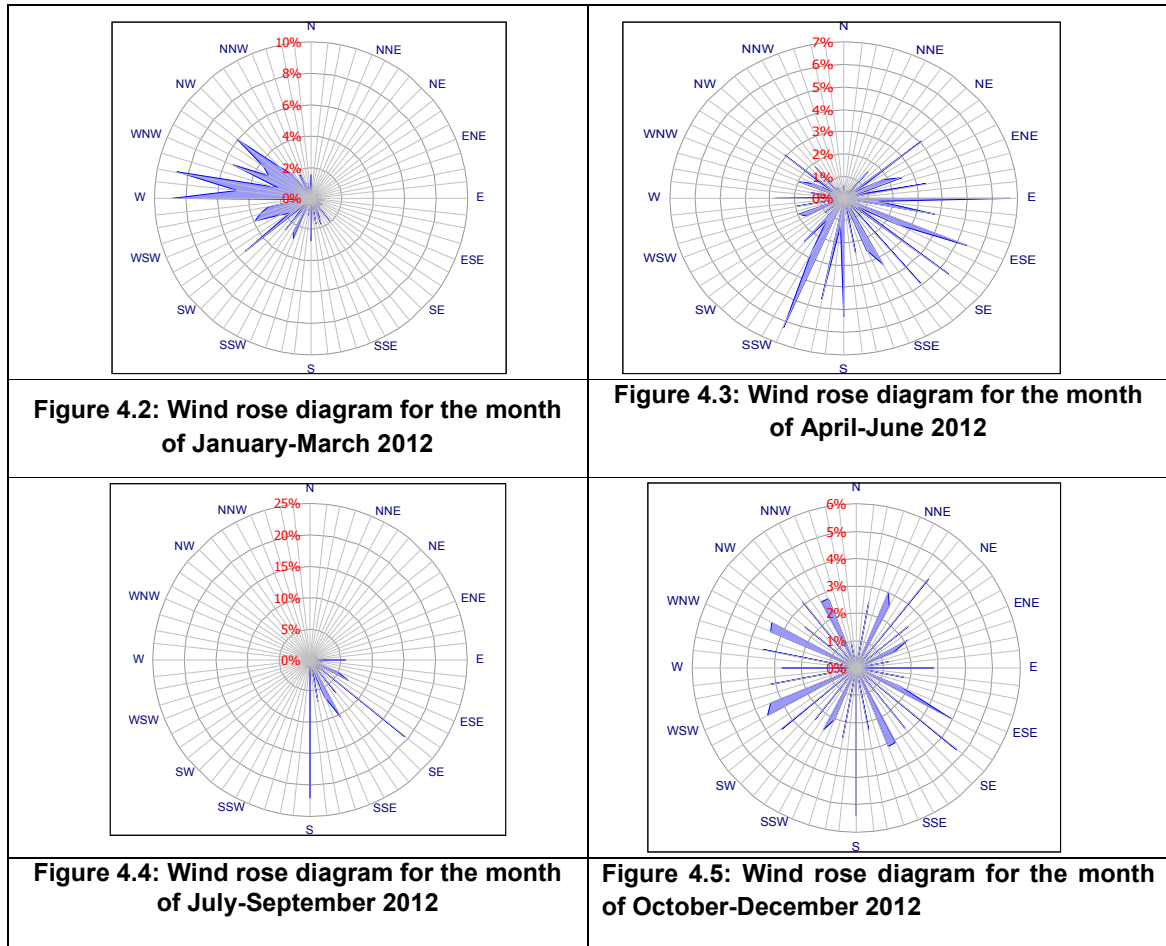 N
NNE
NE
ENE
E
ESE
SE
SSE
S
SSW
SW
WSW
W
WNW
NW
NNW
10%
8%
6%
4%
2%
0%
Figure 4.2: Wind rose diagram for the month
of January-March 2012
N
NNE
NE
ENE
E
ESE
SE
SSE
S
SSW
SW
WSW
W
WNW
NW
NNW
7%
6%
5%
4%
3%
2%
1%
0%
Figure 4.3: Wind rose diagram for the month
of April-June 2012
N
NNE
NE
ENE
E
ESE
SE
SSE
S
SSW
SW
WSW
W
WNW
NW
NNW
25%
20%
15%
10%
5%
0%
Figure 4.4: Wind rose diagram for the month
of July-September 2012
N
NNE
NE
ENE
E
ESE
SE
SSE
S
SSW
SW
WSW
W
WNW
NW
NNW
6%
5%
4%
3%
2%
1%
0%
Figure 4.5: Wind rose diagram for the month
of October-December 2012